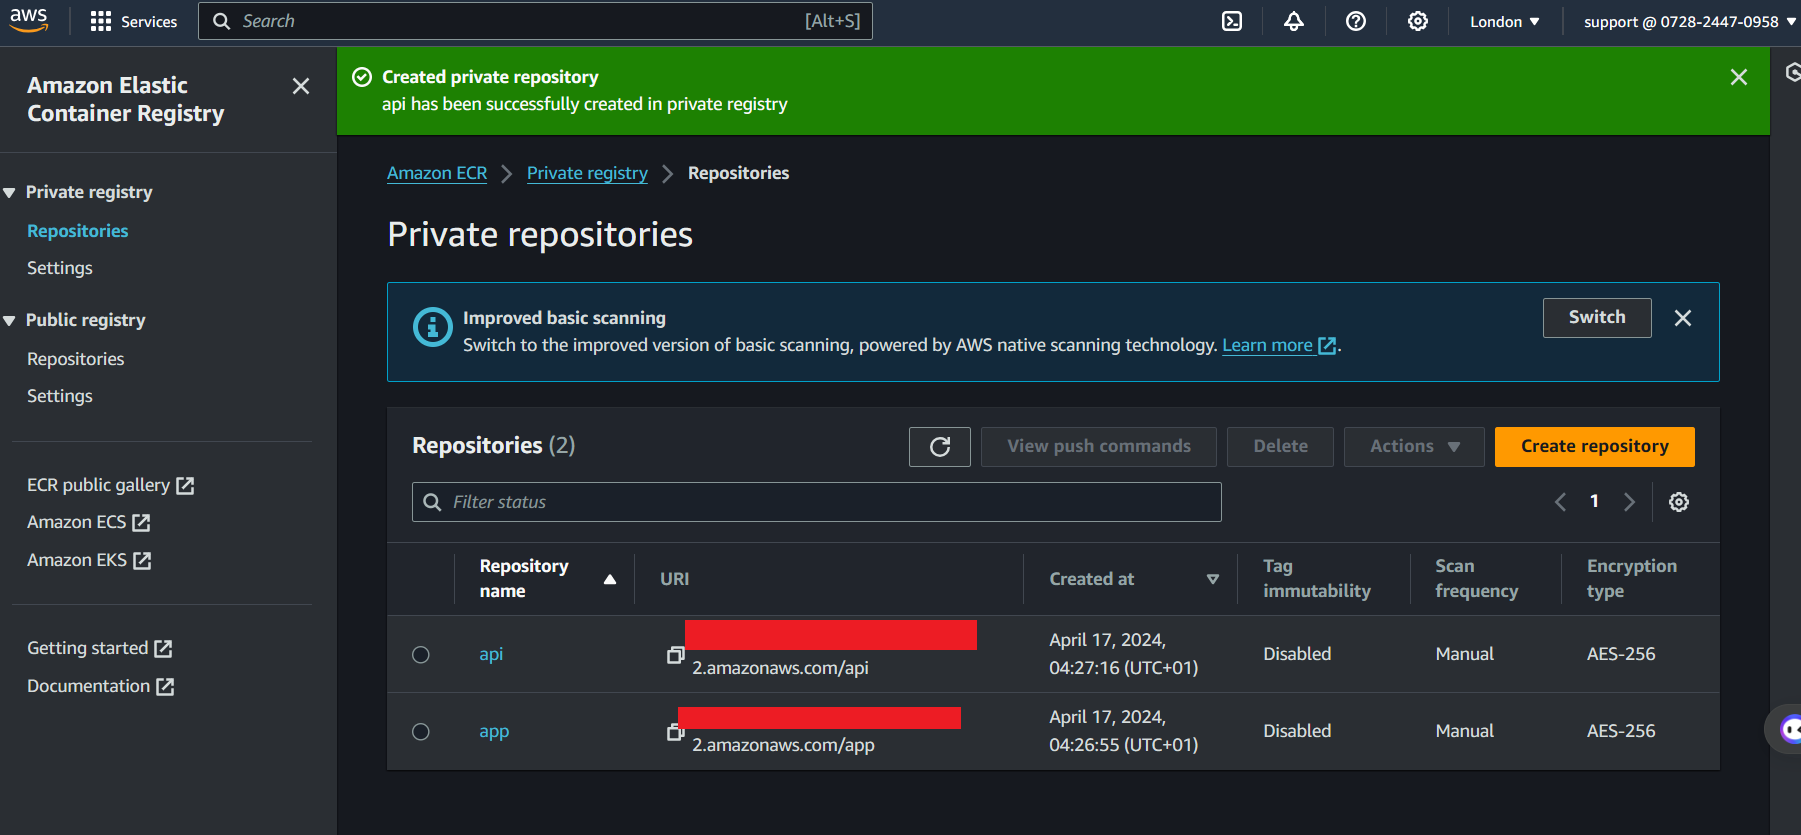 aws
Services
Search
[Alt+S]
London
support @ 0728-2447-0958
Amazon Elastic
Container Registry
Private registry
Repositories
Settings
Public registry
Repositories
Settings
ECR public gallery
Amazon ECS
Amazon EKS
Getting started
Documentation
Created private repository
api has been successfully created in private registry
Amazon ECR
Private registry
Repositories
Private repositories
Improved basic scanning
Switch to the improved version of basic scanning, powered by AWS native scanning technology. Learn more.
Switch
Repositories (2)
View push commands
Delete
Actions
Create repository
Filter status
1
Repository
name
URI
Created at
Tag
immutability
Scan
frequency
Encryption
type
api
2.amazonaws.com/api
April 17, 2024,
04:27:16 (UTC+01)
Disabled
Manual
AES-256
app
2.amazonaws.com/app
April 17, 2024,
04:26:55 (UTC+01)
Disabled
Manual
AES-256